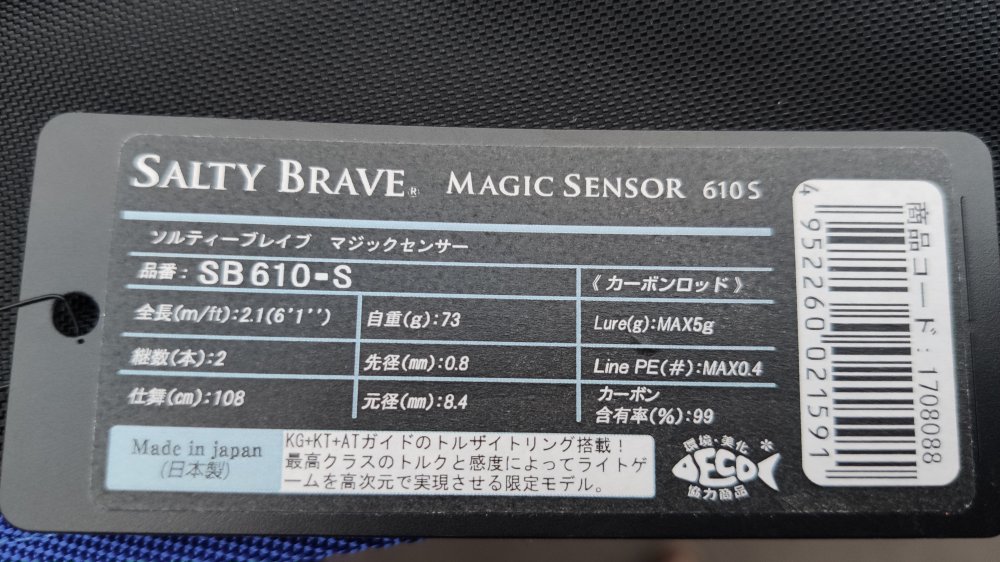 SALTY BRAVE® MAGIC SENSOR 610 S
ソルティーブレイブ マジックセンサー
品番: SB610-S
《 カーボンロッド 》
全長(m/ft):2.1(6'1'')
自重(g):73
Lure(g):MAX5g
継数(本):2
先径(mm):0.8
Line PE(#):MAX0.4
仕舞(cm):108
元径(mm):8.4
カーボン
含有率(%):99
Made in japan
(日本製)
KG+KT+ATガイドのトルザイトリング搭載!
最高クラスのトルクと感度によってライトゲ
ームを高次元で実現させる限定モデル。
環境・美化
DECO
協力商品
商品コード:1708088
4 952260 021591